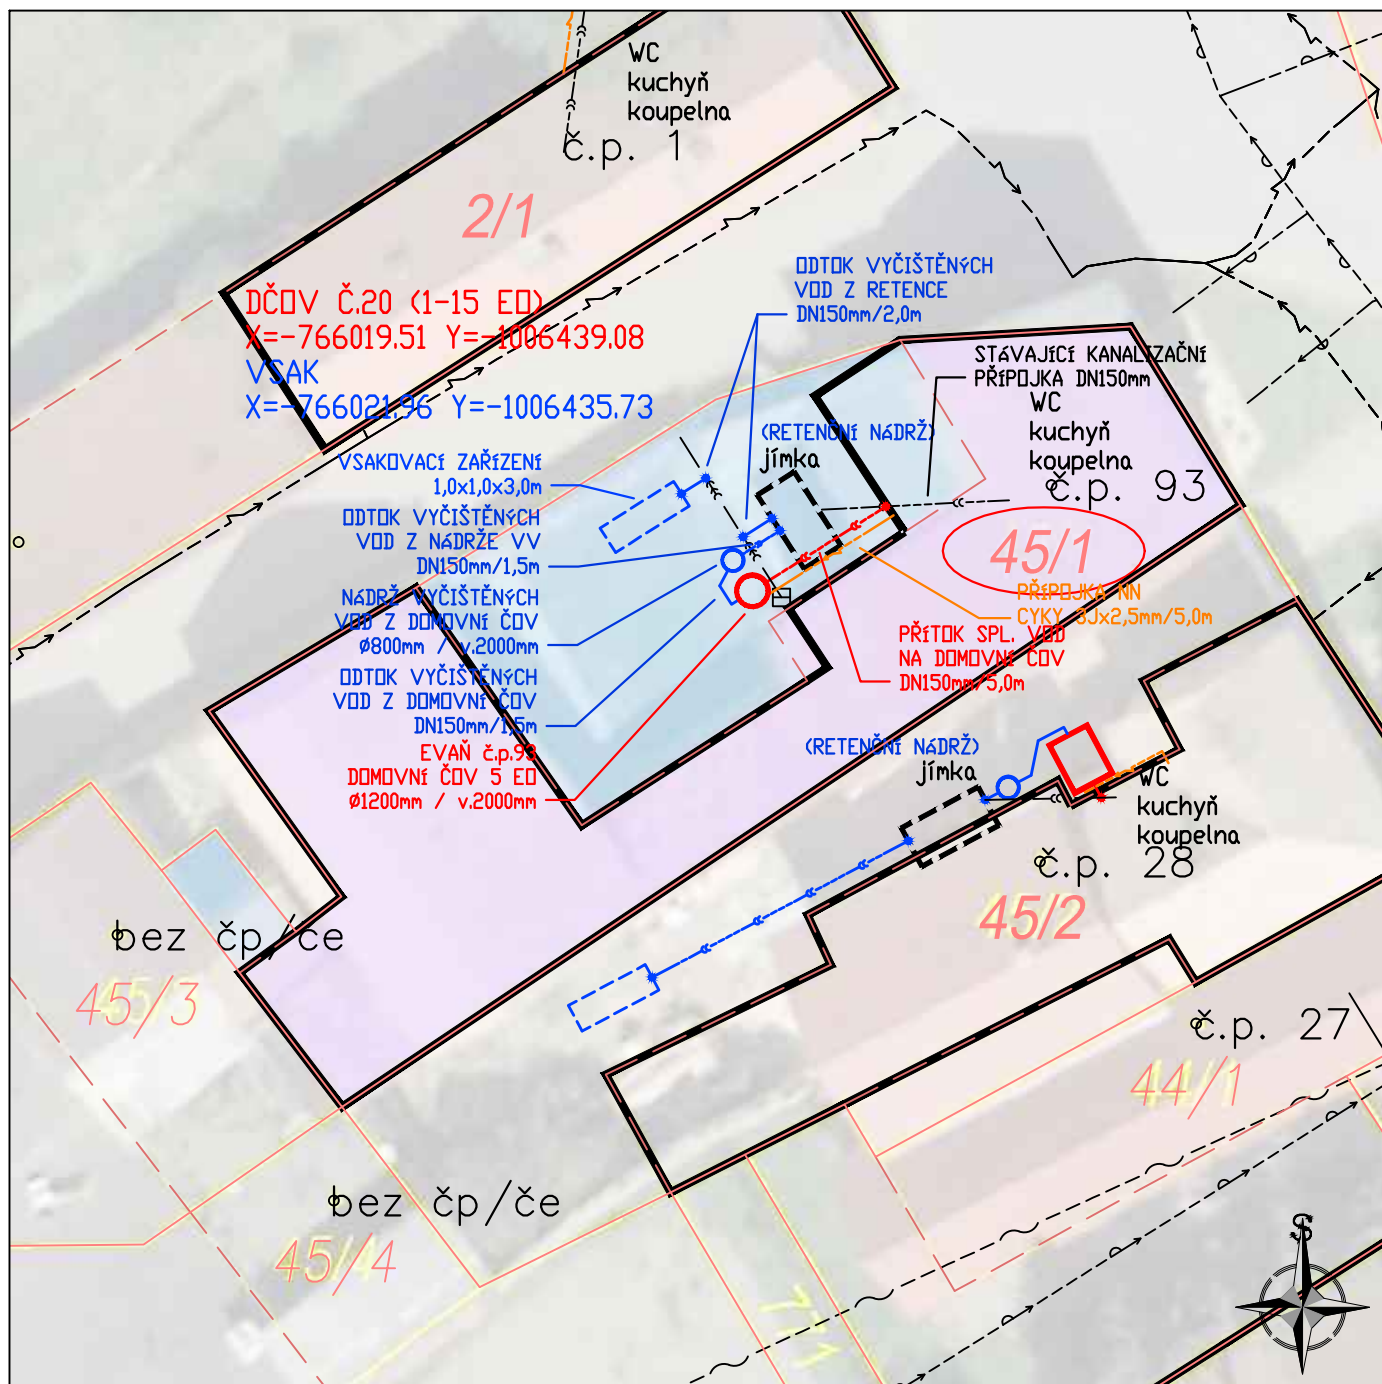 WC
kuchyň
koupelna
č.p. 1
2/1
DČOV Č.20 (1-15 EO)
X=-766019.51 Y=-1006439.08
VSAK
X=-766021.96 Y=-1006435.73
ODTOK VYČIŠTĚNÝCH
VOD Z RETENCE
DN150mm/2,0m
STÁVAJÍCÍ KANALIZAČNÍ
PŘÍPOJKA DN150mm
WC
kuchyň
koupelna
č.p. 93
45/1
(RETENČNÍ NÁDRŽ)
jímka
VSAKOVACÍ ZAŘÍZENÍ
1,0x1,0x3,0m
ODTOK VYČIŠTĚNÝCH
VOD Z NÁDRŽE VV
DN150mm/1,5m
NÁDRŽ VYČIŠTĚNÝCH
VOD Z DOMOVNÍ ČOV
Ø800mm / v.2000mm
ODTOK VYČIŠTĚNÝCH
VOD Z DOMOVNÍ ČOV
DN150mm/1,5m
EVAŇ č.p.93
DOMOVNÍ ČOV 5 EO
Ø1200mm / v.2000mm
PŘÍPOJKA NN
CYKY 3Jx2,5mm/5,0m
PŘÍTOK SPL. VOD
NA DOMOVNÍ ČOV
DN150mm/5,0m
(RETENČNÍ NÁDRŽ)
jímka
WC
kuchyň
koupelna
č.p. 28
45/2
bez čp/če
45/3
č.p. 27
44/1
bez čp/če
45/4
771
S